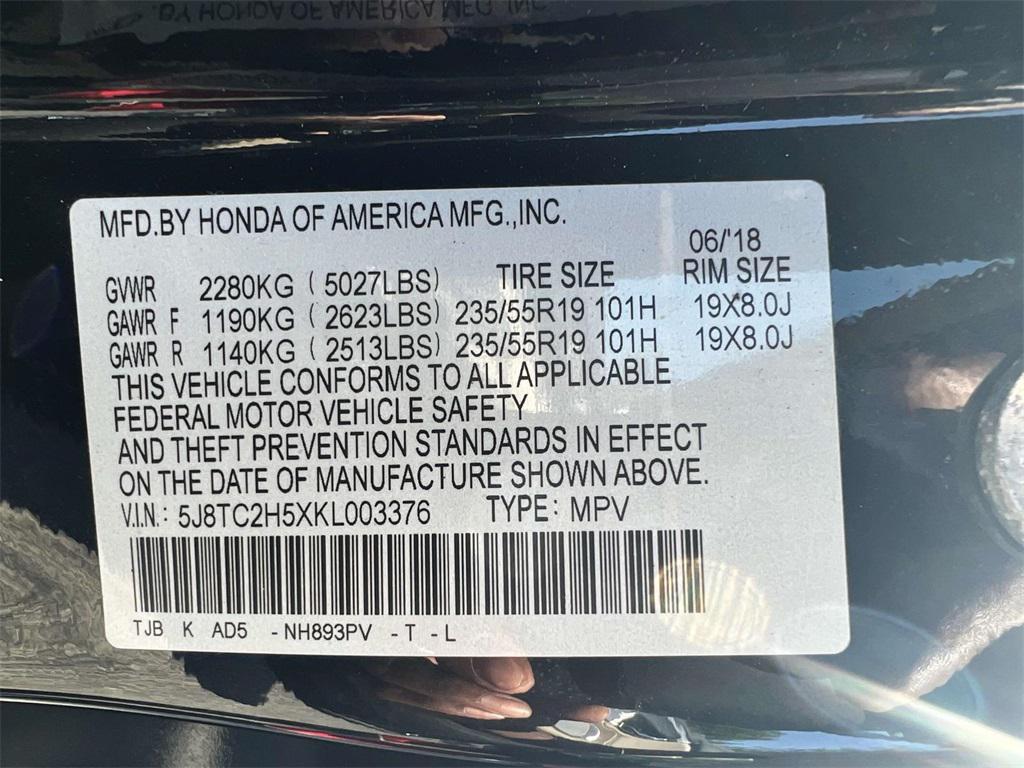 MFD.BY HONDA OF AMERICA MFG.,INC.
06/'18
GVWR 2280KG ( 5027LBS) TIRE SIZE RIM SIZE
GAWR F 1190KG ( 2623LBS) 235/55R19 101H 19X8.0J
GAWR R 1140KG ( 2513LBS) 235/55R19 101H 19X8.0J
THIS VEHICLE CONFORMS TO ALL APPLICABLE
FEDERAL MOTOR VEHICLE SAFETY
AND THEFT PREVENTION STANDARDS IN EFFECT
ON THE DATE OF MANUFACTURE SHOWN ABOVE.
V.I.N.: 5J8TC2H5XKL003376 TYPE: MPV
TJB K AD5 -NH893PV -T -L